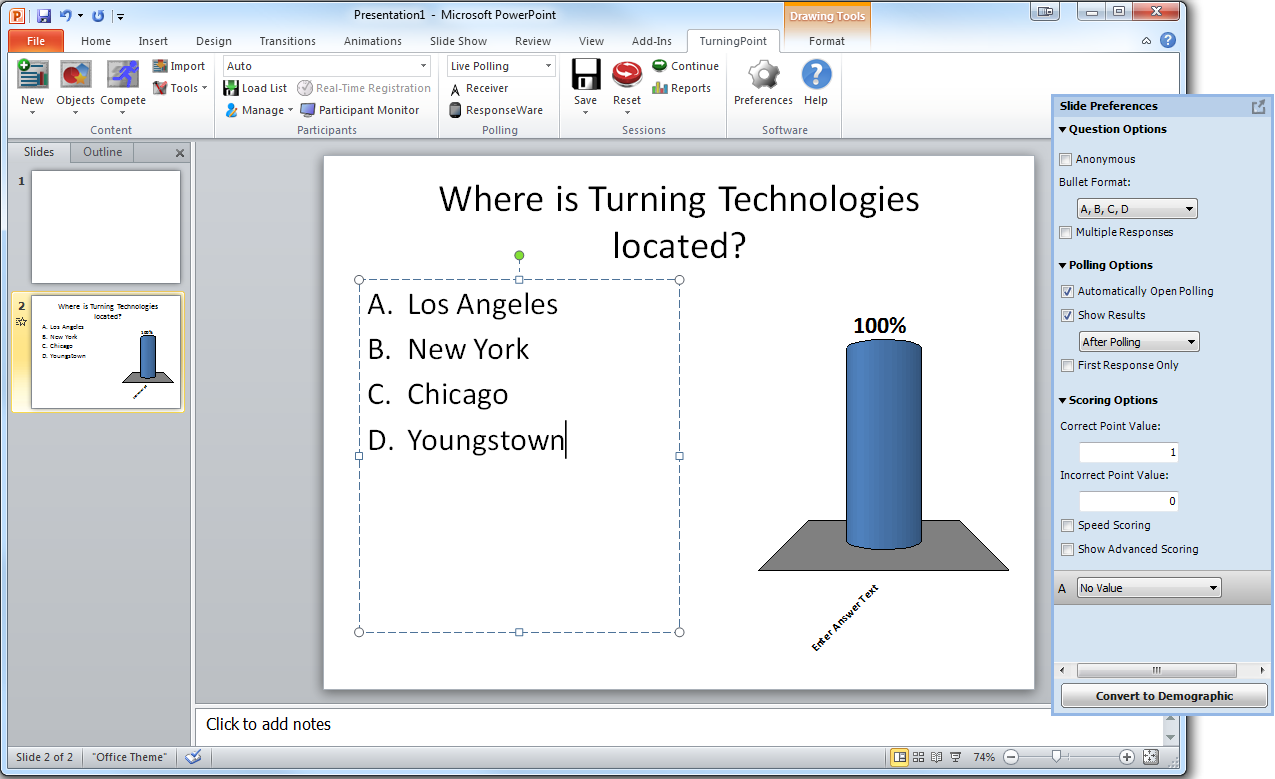 Presentation1 - Microsoft PowerPoint
Drawing Tools
File Home Insert Design Transitions Animations Slide Show Review View Add-Ins TurningPoint Format
New
Objects
Compete
Import
Tools
Content
Auto
Load List Real-Time Registration
Manage Participant Monitor
Participants
Live Polling
Receiver
ResponseWare
Polling
Save
Reset
Continue
Reports
Sessions
Preferences
Help
Software
Slides Outline
1
2
Where is Turning Technologies
located?
A. Los Angeles
B. New York
C. Chicago
D. Youngstown
100%
Where is Turning Technologies
located?
A. Los Angeles
B. New York
C. Chicago
D. Youngstown
100%
Enter Answer Text
Slide Preferences
Question Options
Anonymous
Bullet Format:
A, B, C, D
Multiple Responses
Polling Options
Automatically Open Polling
Show Results
After Polling
First Response Only
Scoring Options
Correct Point Value:
1
Incorrect Point Value:
0
Speed Scoring
Show Advanced Scoring
A No Value
Convert to Demographic
Click to add notes
Slide 2 of 2 "Office Theme" 74%